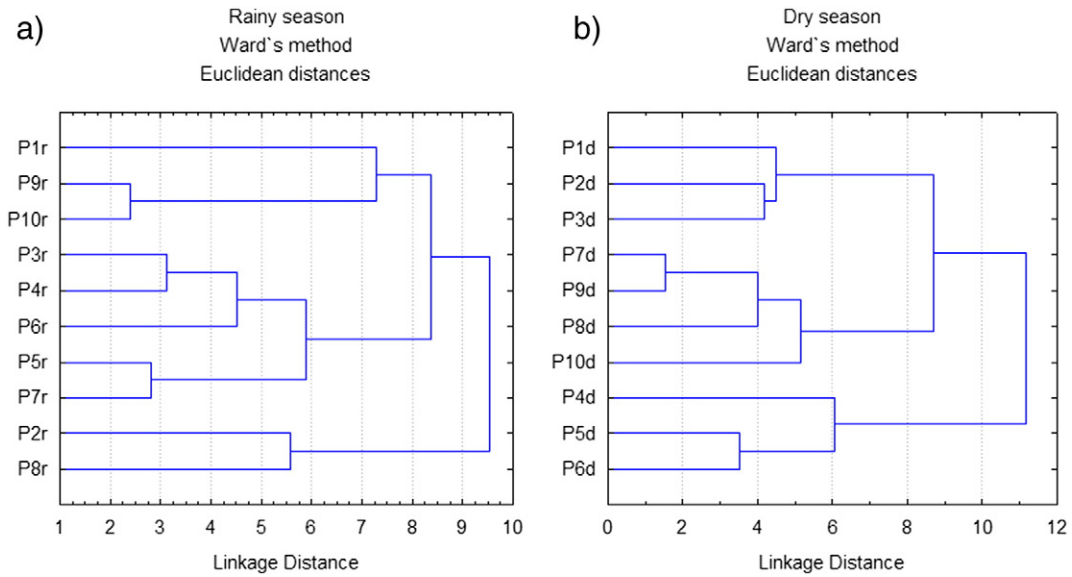 a)
Rainy season
Ward`s method
Euclidean distances
P1r
P9r
P10r
P3r
P4r
P6r
P5r
P7r
P2r
P8r
1 2 3 4 5 6 7 8 9 10
Linkage Distance
b)
Dry season
Ward`s method
Euclidean distances
P1d
P2d
P3d
P7d
P9d
P8d
P10d
P4d
P5d
P6d
0 2 4 6 8 10 12
Linkage Distance